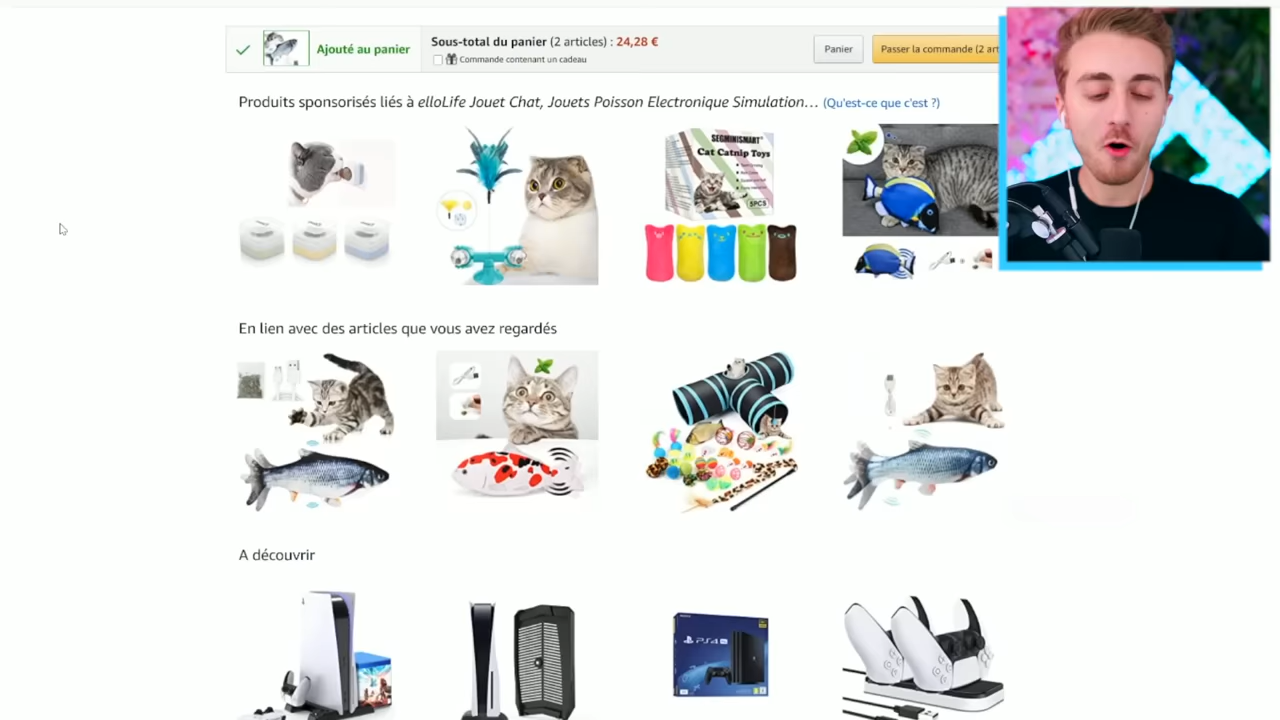 Ajouté au panier
Sous-total du panier (2 articles) : 24,28 €
Commande contenant un cadeau
Panier
Passer la commande (2 art
Produits sponsorisés liés à elloLife Jouet Chat, Jouets Poisson Electronique Simulation… (Qu'est-ce que c'est ?)
SEGMINISMART
Cat Catnip Toys
5PCS
En lien avec des articles que vous avez regardés
A découvrir
PS4